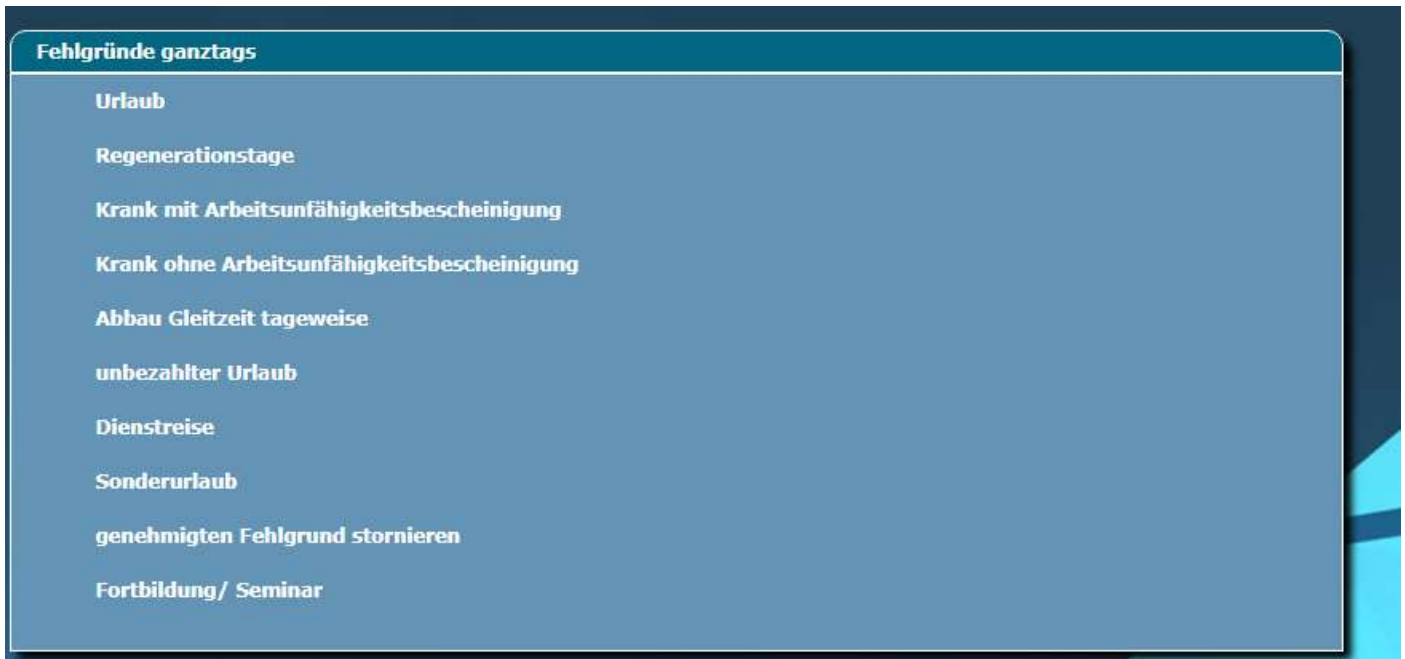 Fehlgründe ganztags
Urlaub
Regenerationstage
Krank mit Arbeitsunfähigkeitsbescheinigung
Krank ohne Arbeitsunfähigkeitsbescheinigung
Abbau Gleitzeit tageweise
unbezahlter Urlaub
Dienstreise
Sonderurlaub
genehmigten Fehlgrund stornieren
Fortbildung/ Seminar